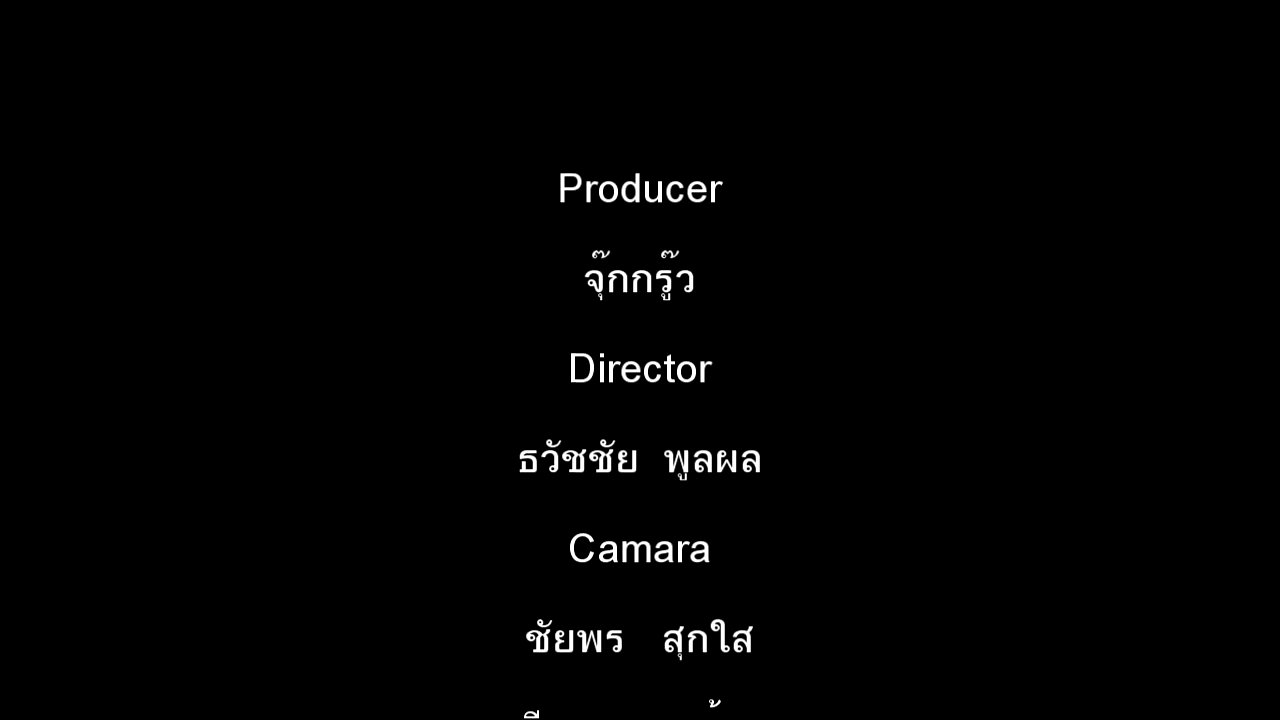 Producer
จุ๊กกรู๊ว
Director
ธวัชชัย พูลผล
Camara
ชัยพร สุกใส